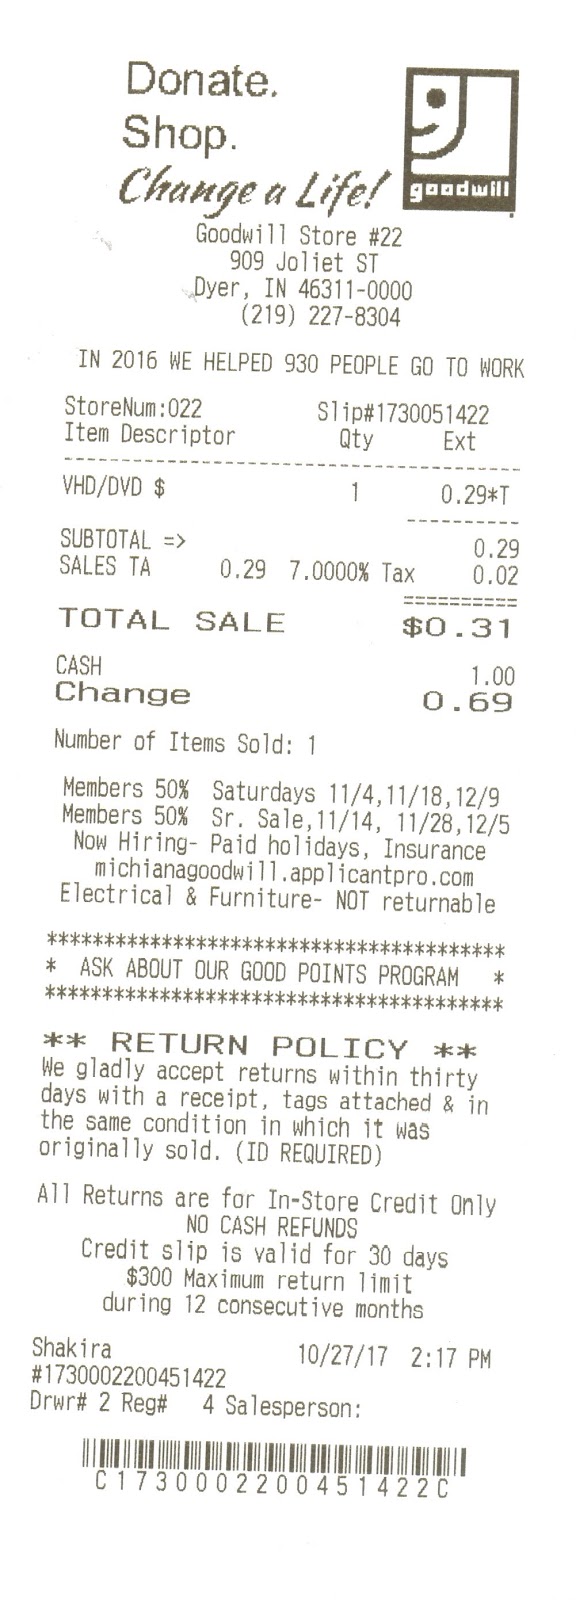 Donate.
Shop.
Change a Life!
goodwill
Goodwill Store #22
909 Joliet ST
Dyer, IN 46311-0000
(219) 227-8304
IN 2016 WE HELPED 930 PEOPLE GO TO WORK
StoreNum:022 Slip#1730051422
Item Descriptor Qty Ext
----------------------------------------
VHD/DVD $ 1 0.29*T
----------
SUBTOTAL => 0.29
SALES TA 0.29 7.0000% Tax 0.02
==========
TOTAL SALE $0.31
CASH 1.00
Change 0.69
Number of Items Sold: 1
Members 50% Saturdays 11/4,11/18,12/9
Members 50% Sr. Sale,11/14, 11/28,12/5
Now Hiring- Paid holidays, Insurance
michianagoodwill.applicantpro.com
Electrical & Furniture- NOT returnable
****************************************
* ASK ABOUT OUR GOOD POINTS PROGRAM *
****************************************
** RETURN POLICY **
We gladly accept returns within thirty
days with a receipt, tags attached & in
the same condition in which it was
originally sold. (ID REQUIRED)
All Returns are for In-Store Credit Only
NO CASH REFUNDS
Credit slip is valid for 30 days
$300 Maximum return limit
during 12 consecutive months
Shakira 10/27/17 2:17 PM
#1730002200451422
Drwr# 2 Reg# 4 Salesperson:
C1730002200451422C